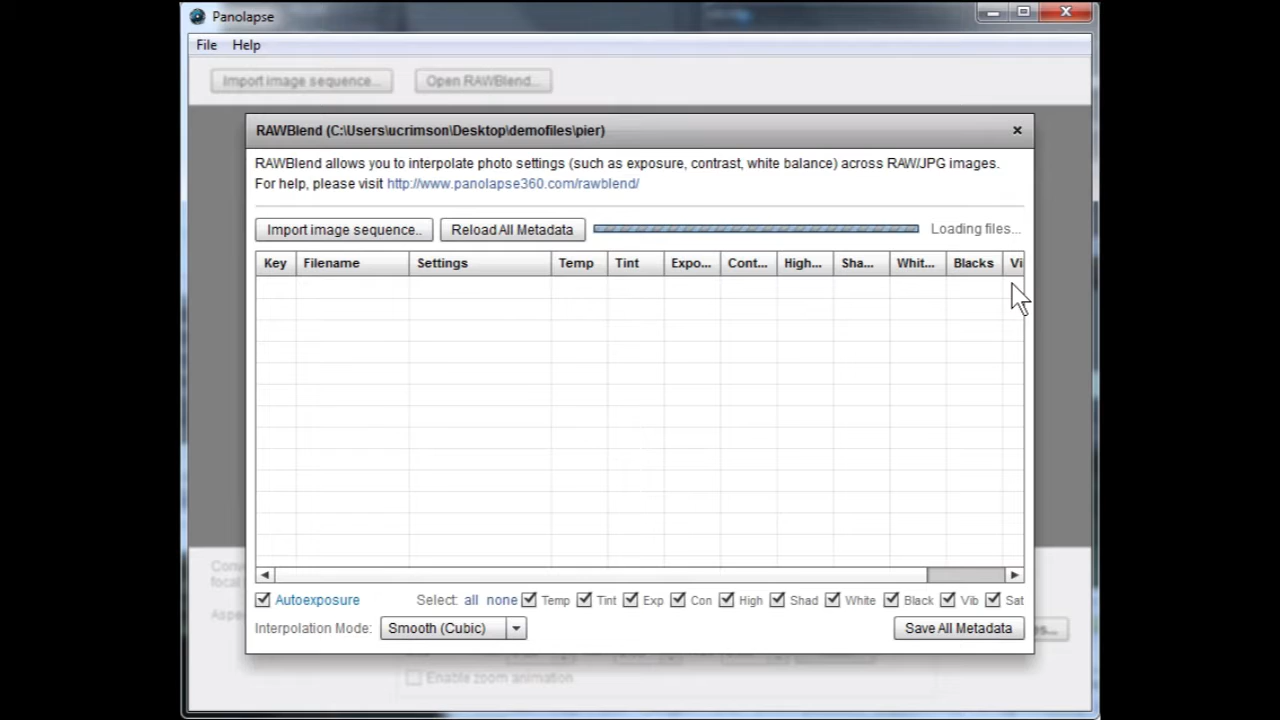 Panolapse
File Help
Import image sequence... Open RAWBlend...
RAWBlend (C:\Users\ucrimson\Desktop\demofiles\pier)
RAWBlend allows you to interpolate photo settings (such as exposure, contrast, white balance) across RAW/JPG images.
For help, please visit http://www.panolapse360.com/rawblend/
Import image sequence.. Reload All Metadata Loading files...
Key Filename Settings Temp Tint Expo... Cont... High... Sha... Whit... Blacks Vi
Autoexposure Select: all none Temp Tint Exp Con High Shad White Black Vib Sat
Interpolation Mode: Smooth (Cubic) Save All Metadata
Enable zoom animation